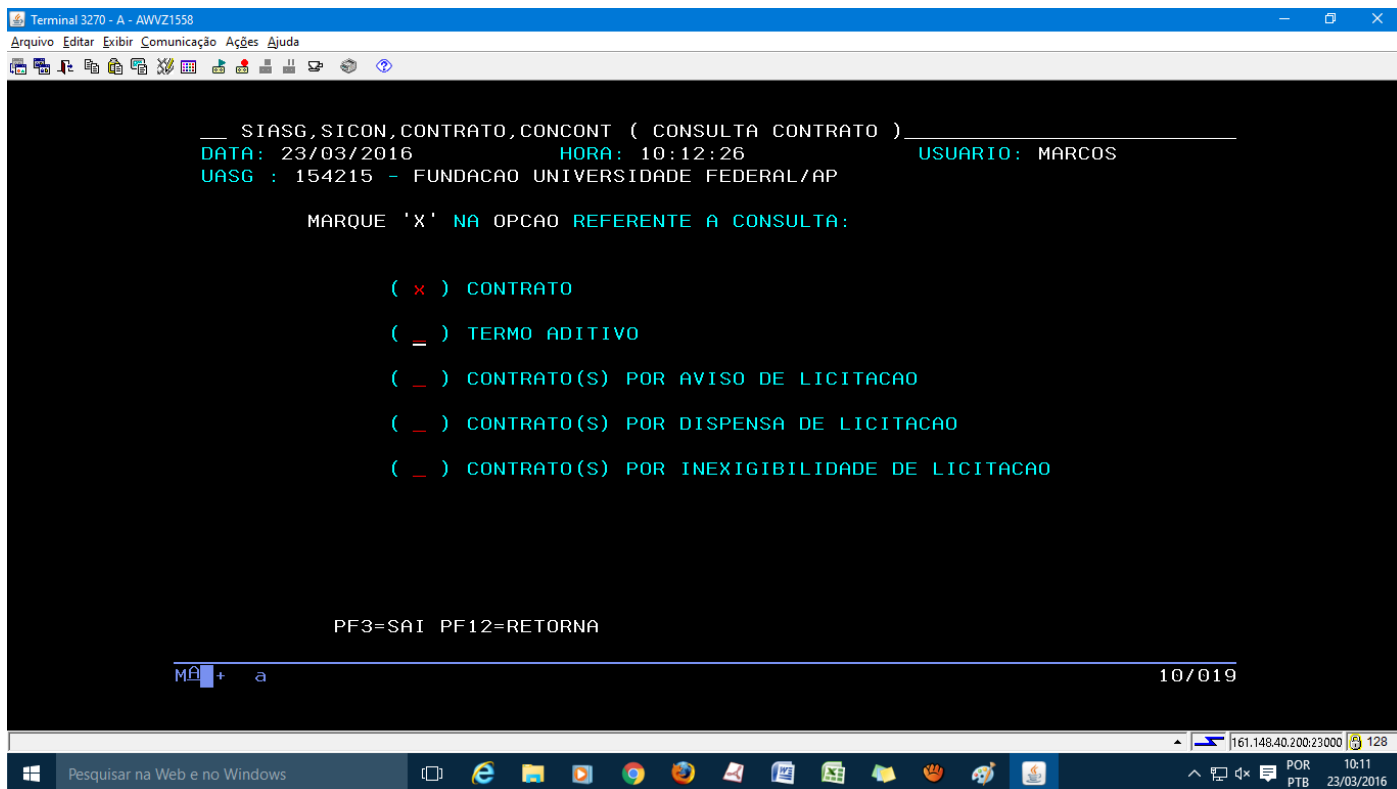 Terminal 3270 - A - AWVZ1558
Arquivo Editar Exibir Comunicação Ações Ajuda
__ SIASG,SICON,CONTRATO,CONCONT ( CONSULTA CONTRATO )_________________________
DATA: 23/03/2016 HORA: 10:12:26 USUARIO: MARCOS
UASG : 154215 - FUNDACAO UNIVERSIDADE FEDERAL/AP
MARQUE 'X' NA OPCAO REFERENTE A CONSULTA:
( x ) CONTRATO
( _ ) TERMO ADITIVO
( _ ) CONTRATO(S) POR AVISO DE LICITACAO
( _ ) CONTRATO(S) POR DISPENSA DE LICITACAO
( _ ) CONTRATO(S) POR INEXIGIBILIDADE DE LICITACAO
PF3=SAI PF12=RETORNA
MA + a 10/019
161.148.40.200:23000 128
Pesquisar na Web e no Windows POR 10:11
PTB 23/03/2016